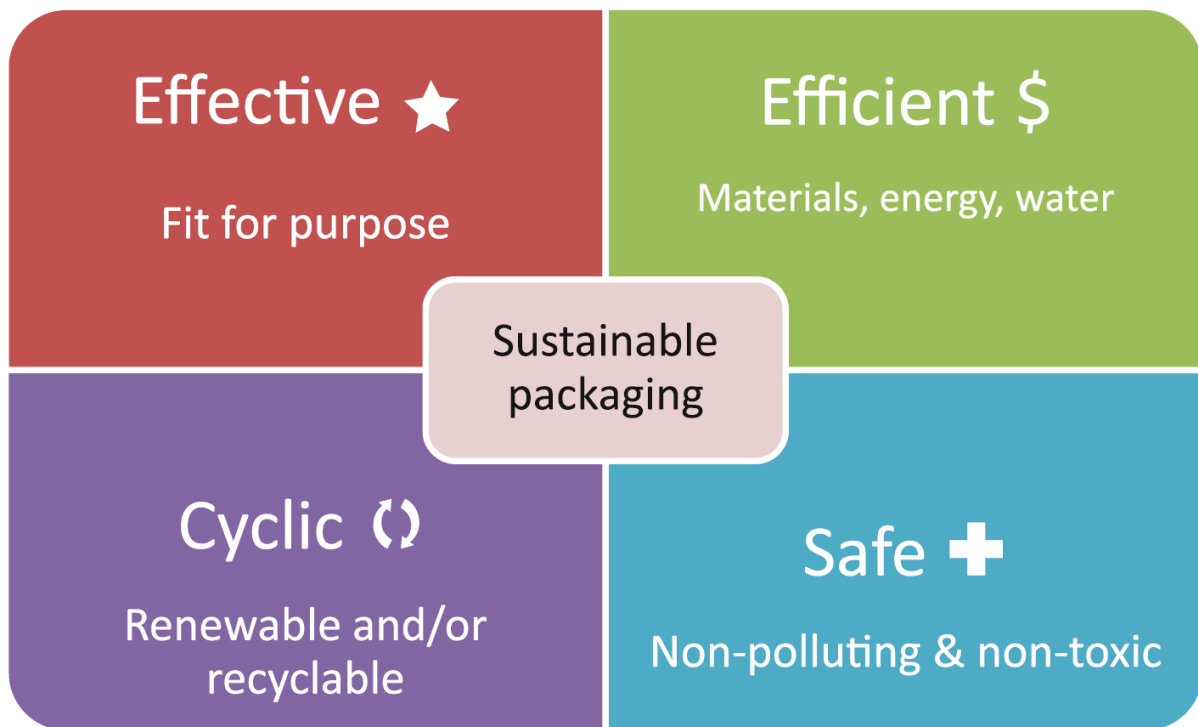 Effective
Fit for purpose
Efficient $
Materials, energy, water
Sustainable
packaging
Cyclic
Renewable and/or
recyclable
Safe
Non-polluting & non-toxic